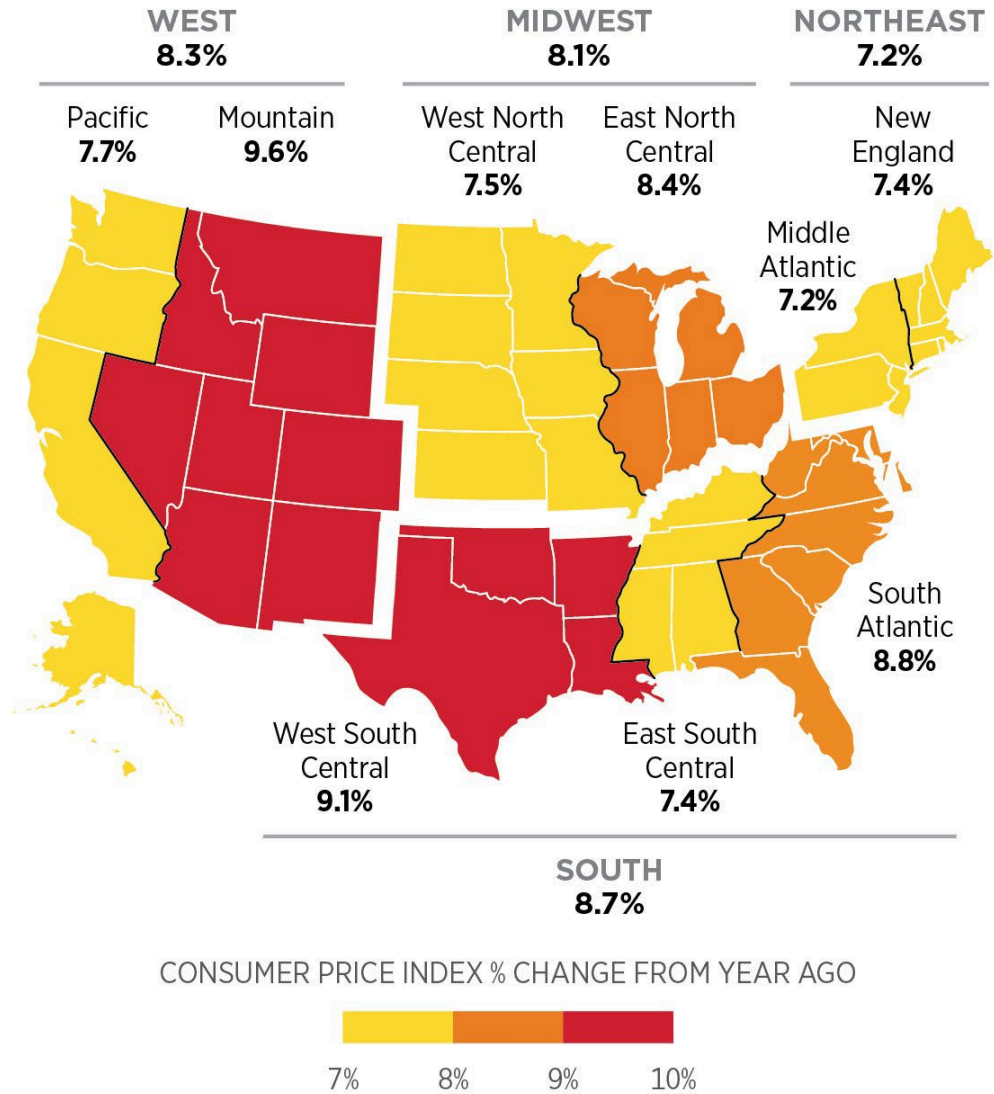 WEST
8.3%
MIDWEST
8.1%
NORTHEAST
7.2%
Pacific
7.7%
Mountain
9.6%
West North
Central
7.5%
East North
Central
8.4%
New
England
7.4%
Middle
Atlantic
7.2%
South
Atlantic
8.8%
West South
Central
9.1%
East South
Central
7.4%
SOUTH
8.7%
CONSUMER PRICE INDEX % CHANGE FROM YEAR AGO
7% 8% 9% 10%